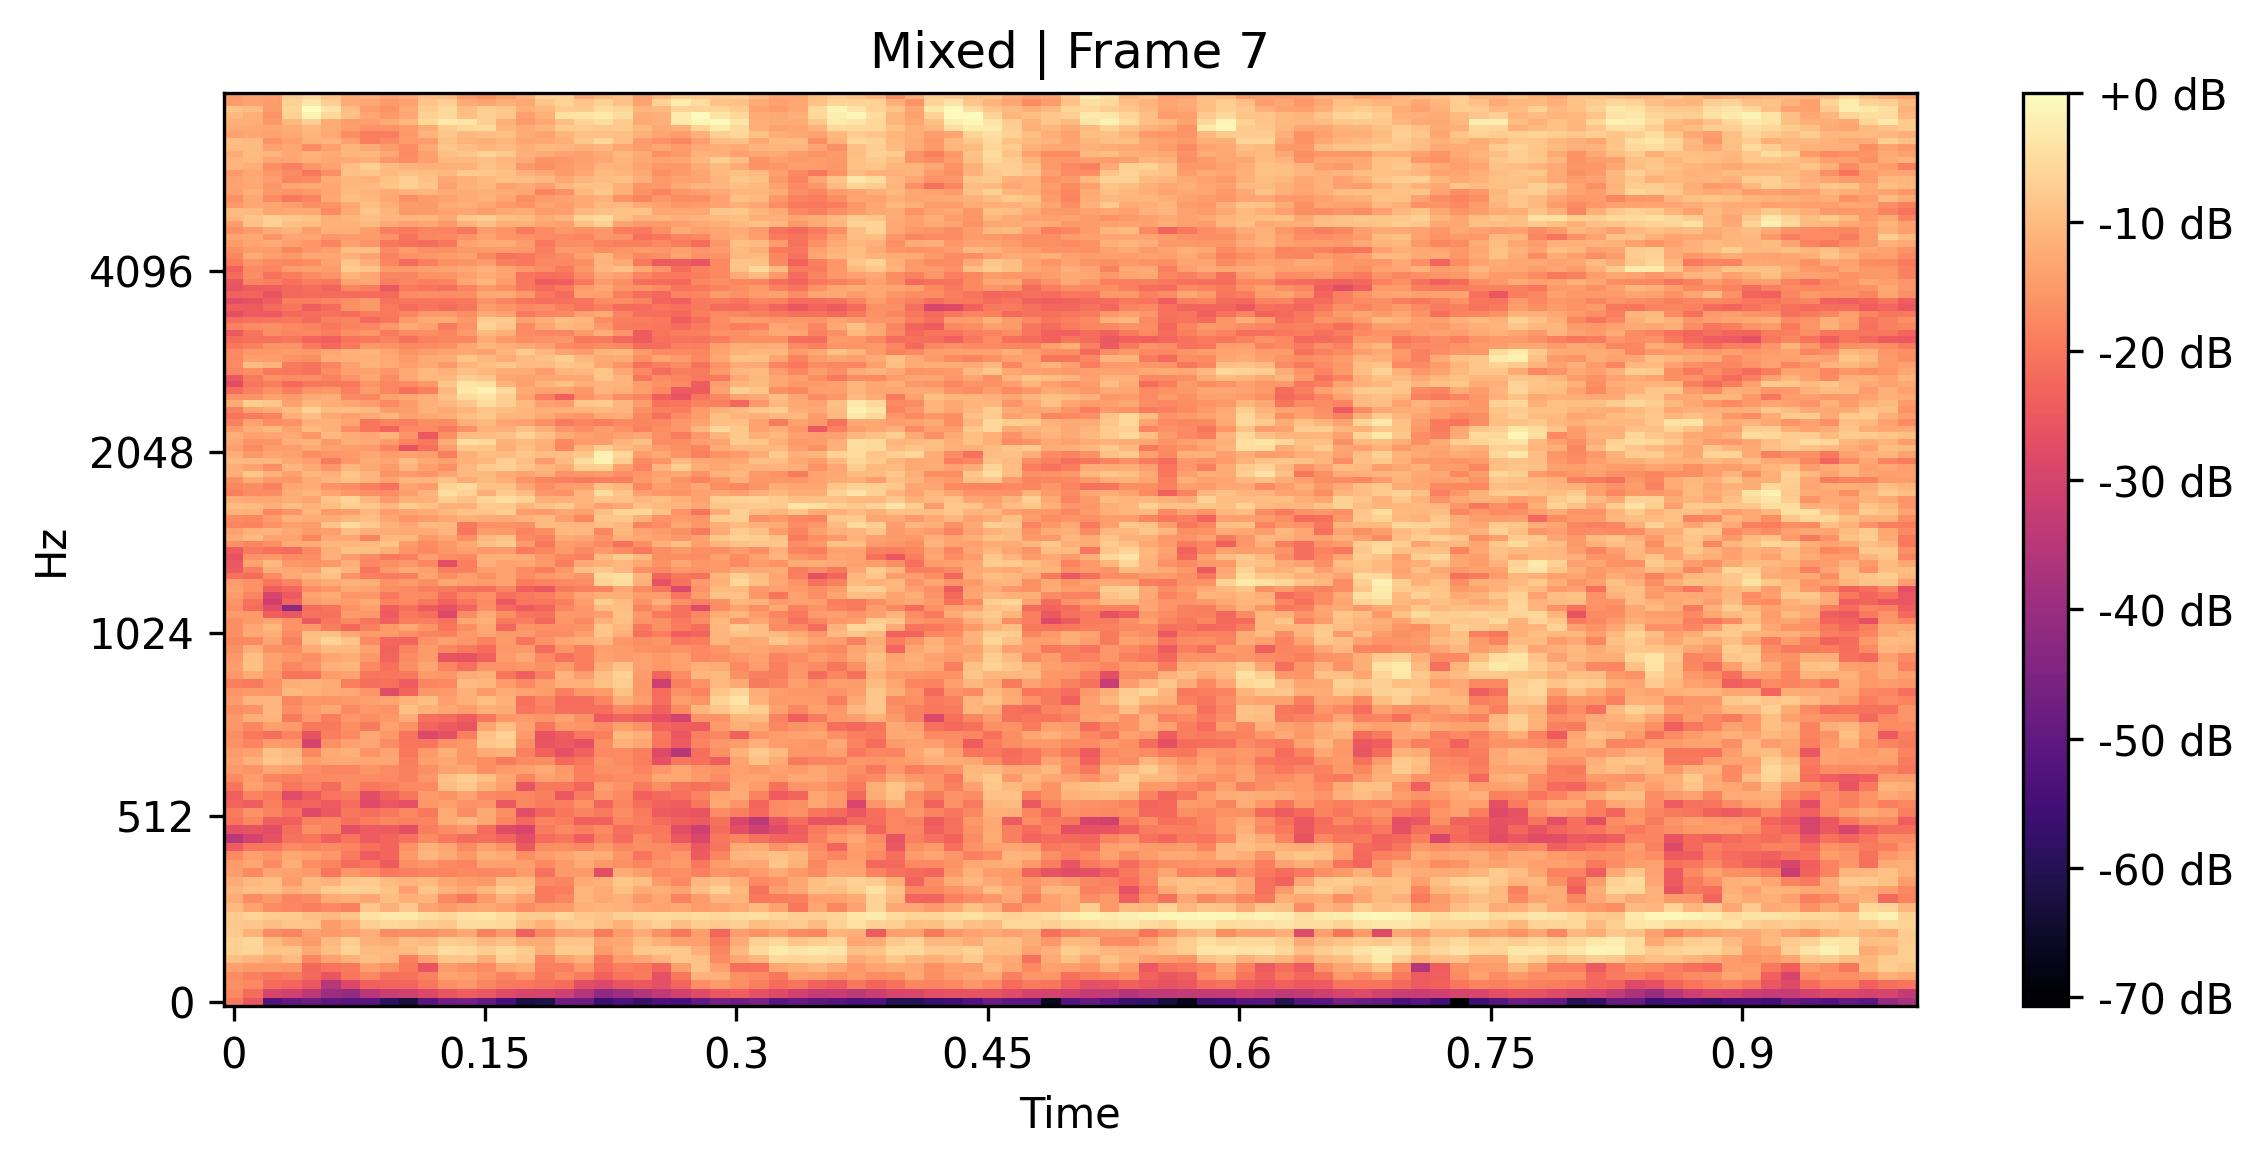 Mixed | Frame 7
Hz
4096
2048
1024
512
0
0 0.15 0.3 0.45 0.6 0.75 0.9
Time
+0 dB
-10 dB
-20 dB
-30 dB
-40 dB
-50 dB
-60 dB
-70 dB